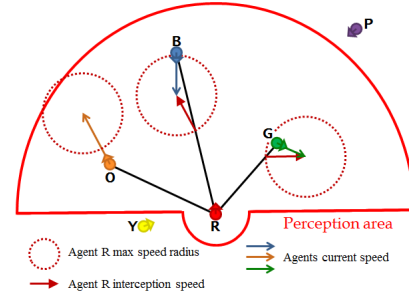 B
P
G
O
Y
R
Perception area
Agent R max speed radius
Agents current speed
Agent R interception speed